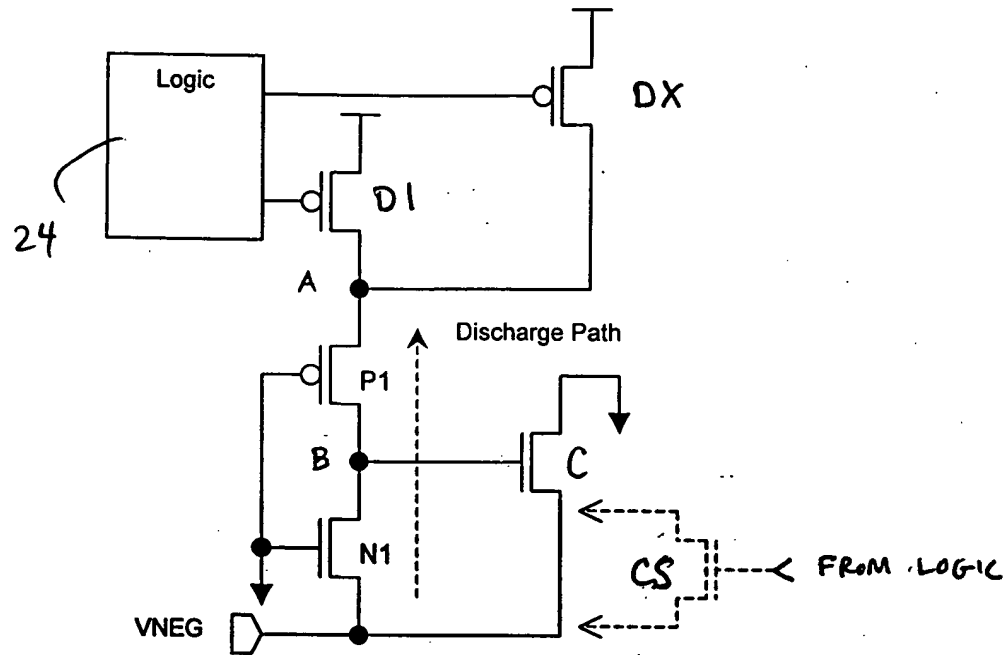 Logic
DX
D1
24
A
Discharge Path
P1
B
C
N1
CS
FROM LOGIC
VNEG